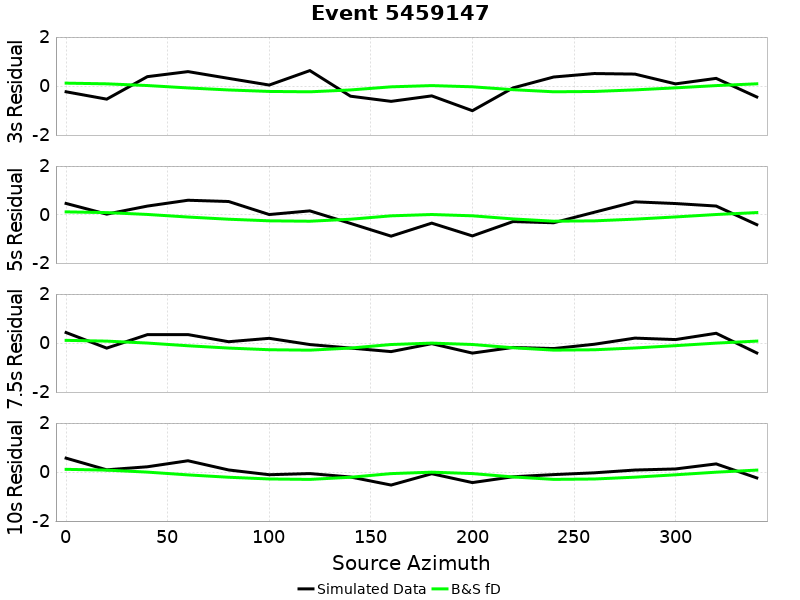 Event 5459147
3s Residual
2
0
-2
5s Residual
2
0
-2
7.5s Residual
2
0
-2
10s Residual
2
0
-2
0 50 100 150 200 250 300
Source Azimuth
Simulated Data B&S fD